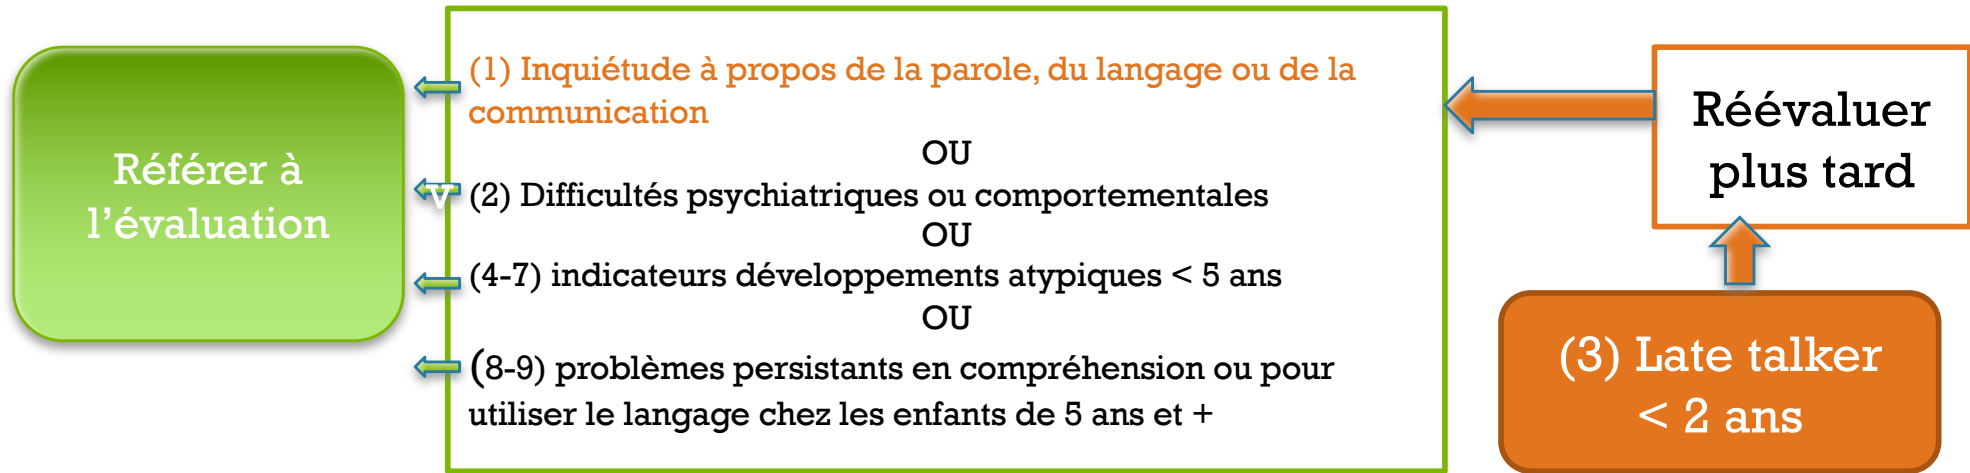 Référer à
l’évaluation
(1) Inquiétude à propos de la parole, du langage ou de la
communication
OU
v
(2) Difficultés psychiatriques ou comportementales
OU
(4-7) indicateurs développements atypiques < 5 ans
OU
(8-9) problèmes persistants en compréhension ou pour
utiliser le langage chez les enfants de 5 ans et +
Réévaluer
plus tard
(3) Late talker
< 2 ans